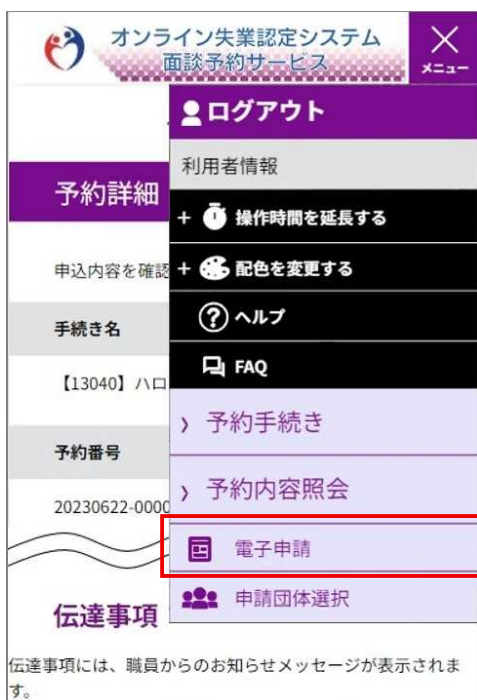 オンライン失業認定システム
面談予約サービス
メニュー
ログアウト
利用者情報
+ 操作時間を延長する
+ 配色を変更する
? ヘルプ
FAQ
› 予約手続き
› 予約内容照会
電子申請
申請団体選択
予約詳細
申込内容を確認
手続き名
【13040】ハロ
予約番号
20230622-0000
伝達事項
伝達事項には、職員からのお知らせメッセージが表示されま
す。